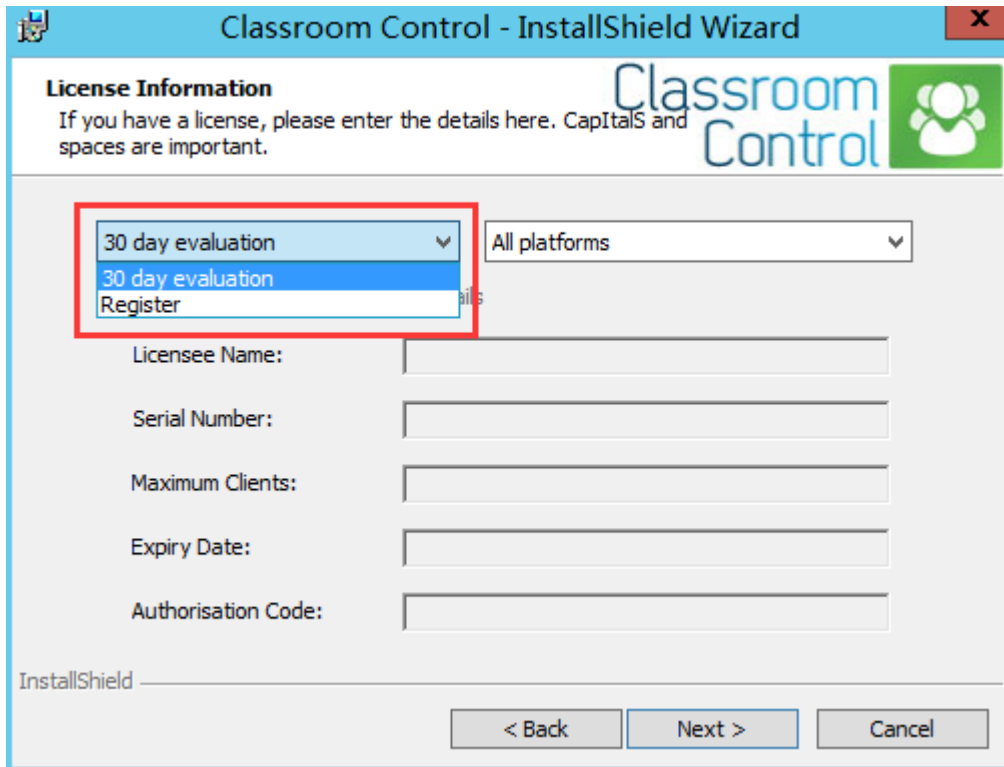 Classroom Control - InstallShield Wizard
x
License Information
If you have a license, please enter the details here. CapItalS and
spaces are important.
Classroom
Control
30 day evaluation
All platforms
30 day evaluation
Register
Licensee Name:
Serial Number:
Maximum Clients:
Expiry Date:
Authorisation Code:
InstallShield
< Back
Next >
Cancel